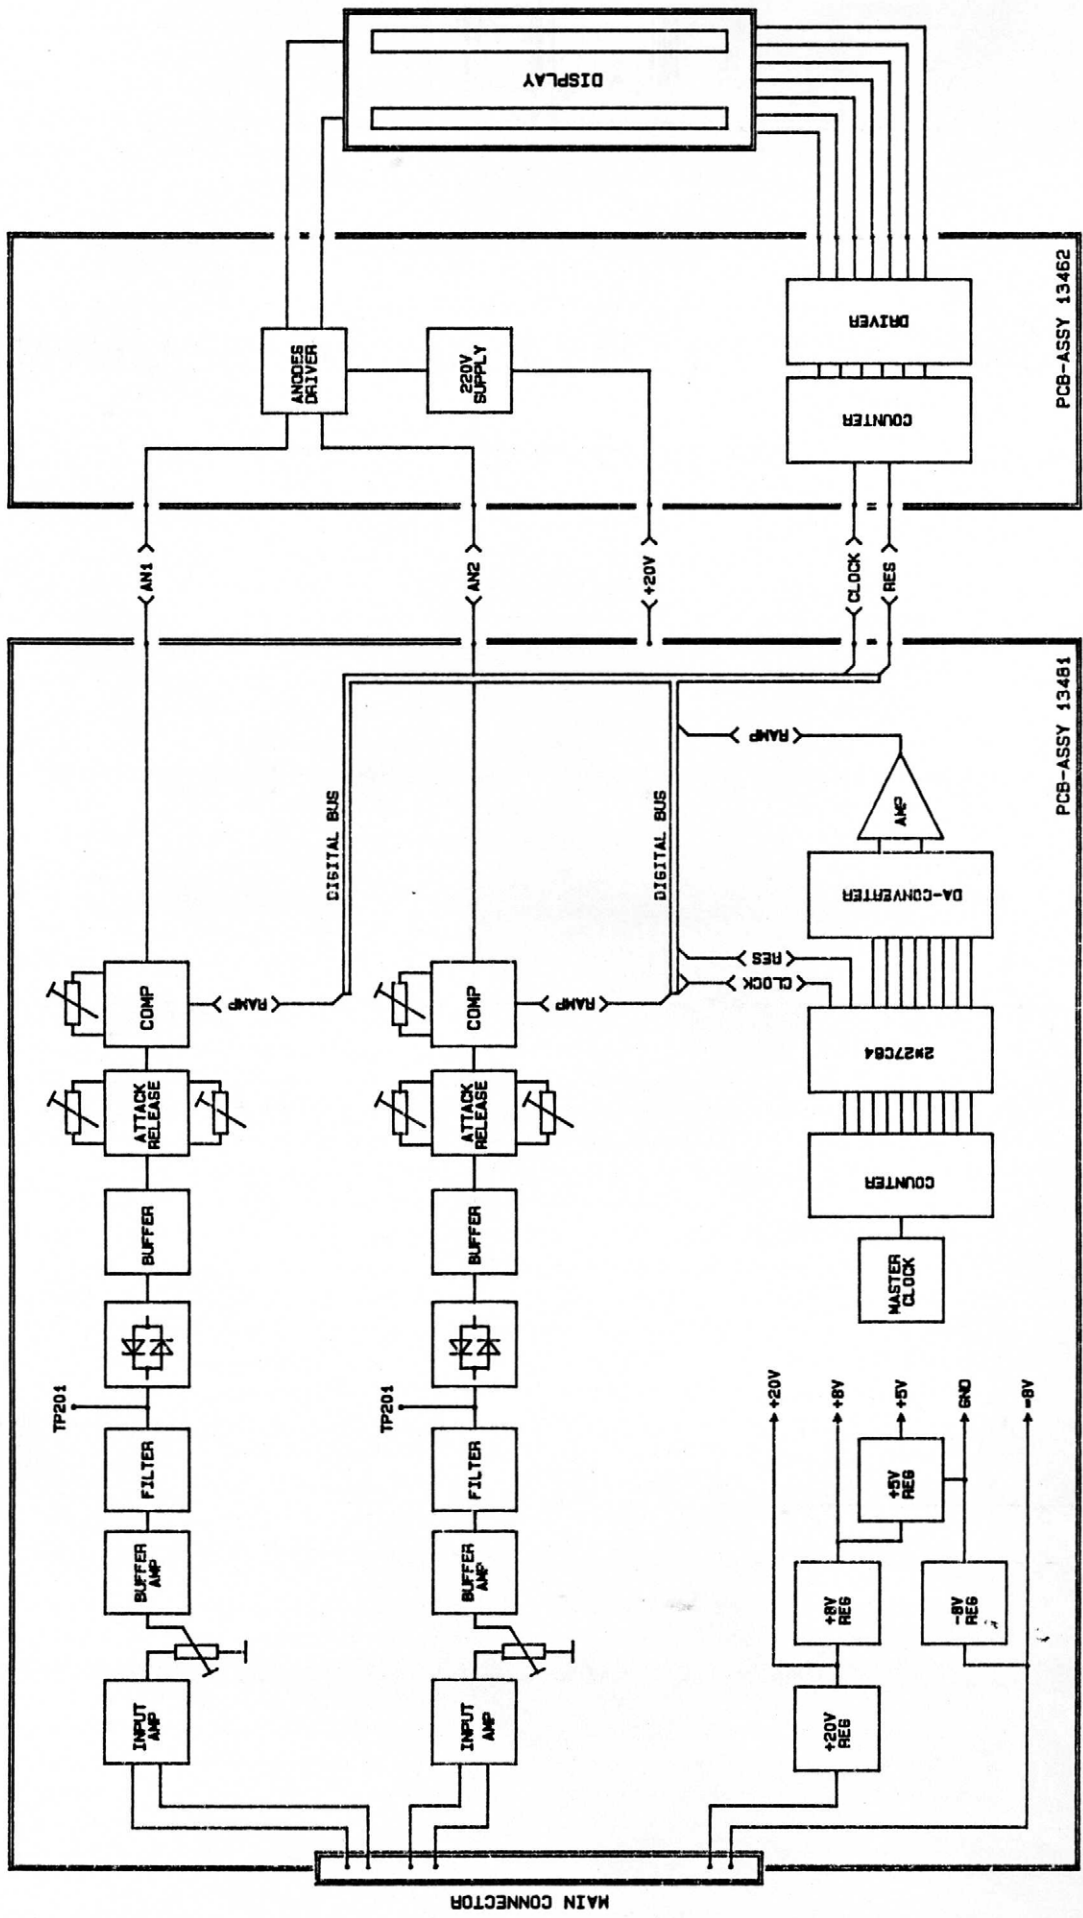 DISPLAY
ANODES
DRIVER
220V
SUPPLY
DRIVER
COUNTER
PCB-ASSY 13462
AN1
AN2
+20V
CLOCK
RES
PCB-ASSY 13481
DIGITAL BUS
DIGITAL BUS
RAMP
AMP
DA-CONVERTER
RES
CLOCK
2*27C64
COUNTER
MASTER
CLOCK
COMP
RAMP
COMP
RAMP
ATTACK
RELEASE
ATTACK
RELEASE
BUFFER
BUFFER
TP201
TP201
FILTER
FILTER
BUFFER
AMP
BUFFER
AMP
INPUT
AMP
INPUT
AMP
+20V
+8V
+5V
GND
-8V
+5V
REG
+8V
REG
-8V
REG
+20V
REG
MAIN CONNECTOR